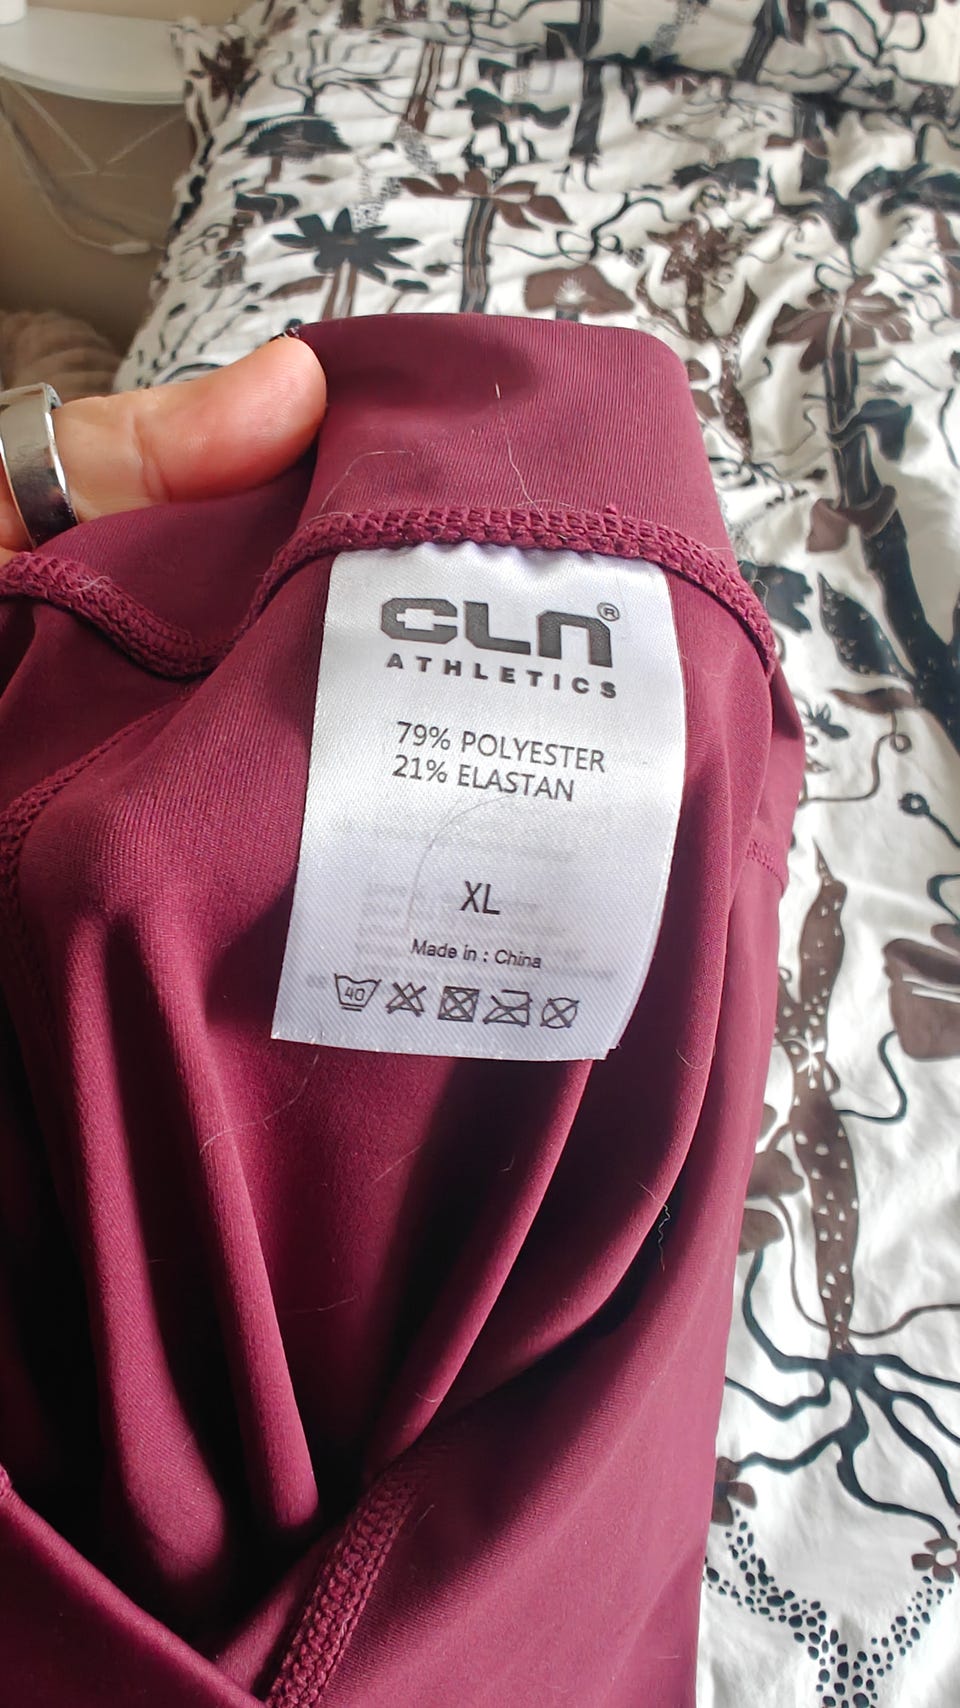 CLN®
ATHLETICS
79% POLYESTER
21% ELASTAN
XL
Made in : China
40